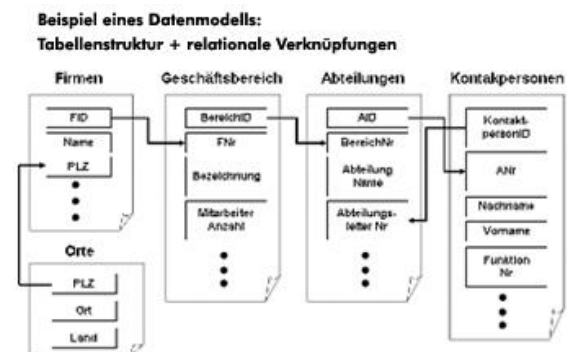 Beispiel eines Datenmodells:
Tabellenstruktur + relationale Verknüpfungen
Firmen
FID
Name
PLZ
Orte
PLZ
Ort
Land
Geschäftsbereich
BereichID
FNr
Bezeichnung
Mitarbeiter
Anzahl
Abteilungen
AID
BereichNr
Abteilung
Name
Abteilungs-
leiter Nr
Kontakpersonen
Kontakt-
personID
ANr
Nachname
Vorname
Funktion
Nr